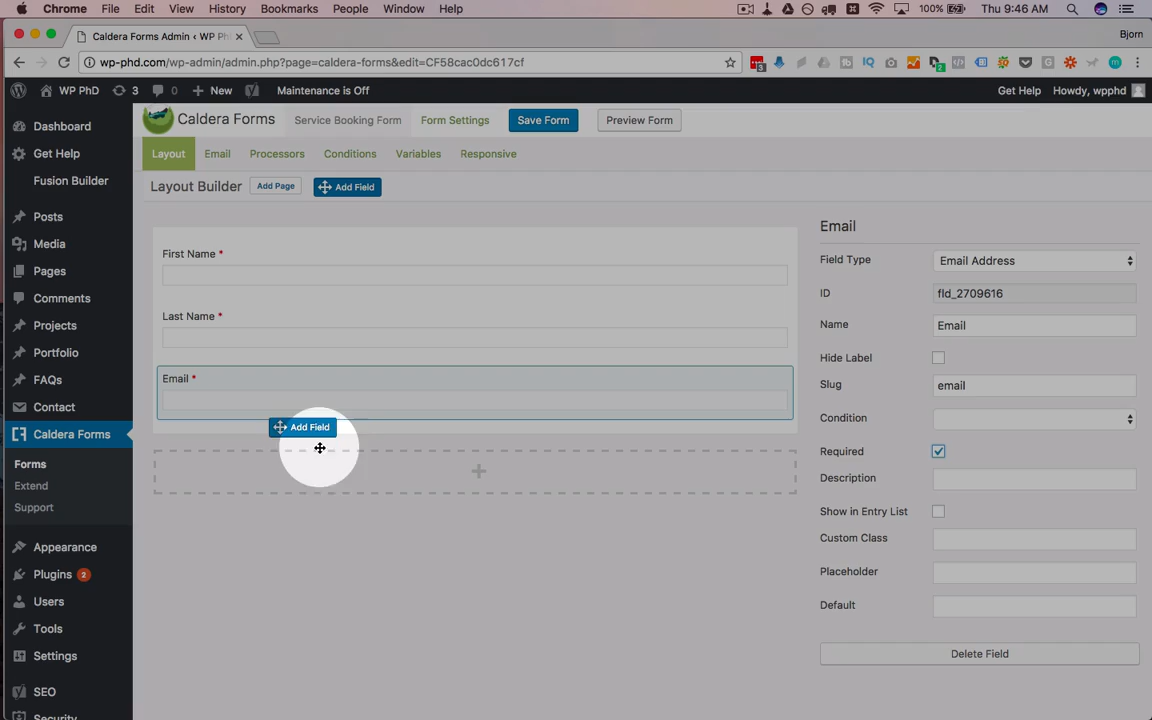 Chrome File Edit View History Bookmarks People Window Help 100% Thu 9:46 AM
Caldera Forms Admin ‹ WP Ph
Bjorn
wp-phd.com/wp-admin/admin.php?page=caldera-forms&edit=CF58cac0dc617cf
WP PhD 3 0 New Maintenance is Off Get Help Howdy, wpphd
Caldera Forms Service Booking Form Form Settings Save Form Preview Form
Layout Email Processors Conditions Variables Responsive
Layout Builder Add Page Add Field
Dashboard
Get Help
Fusion Builder
Posts
Media
Pages
Comments
Projects
Portfolio
FAQs
Contact
Caldera Forms
Forms
Extend
Support
Appearance
Plugins 2
Users
Tools
Settings
SEO
Security
First Name *
Last Name *
Email *
Add Field
Email
Field Type Email Address
ID fld_2709616
Name Email
Hide Label
Slug email
Condition
Required
Description
Show in Entry List
Custom Class
Placeholder
Default
Delete Field